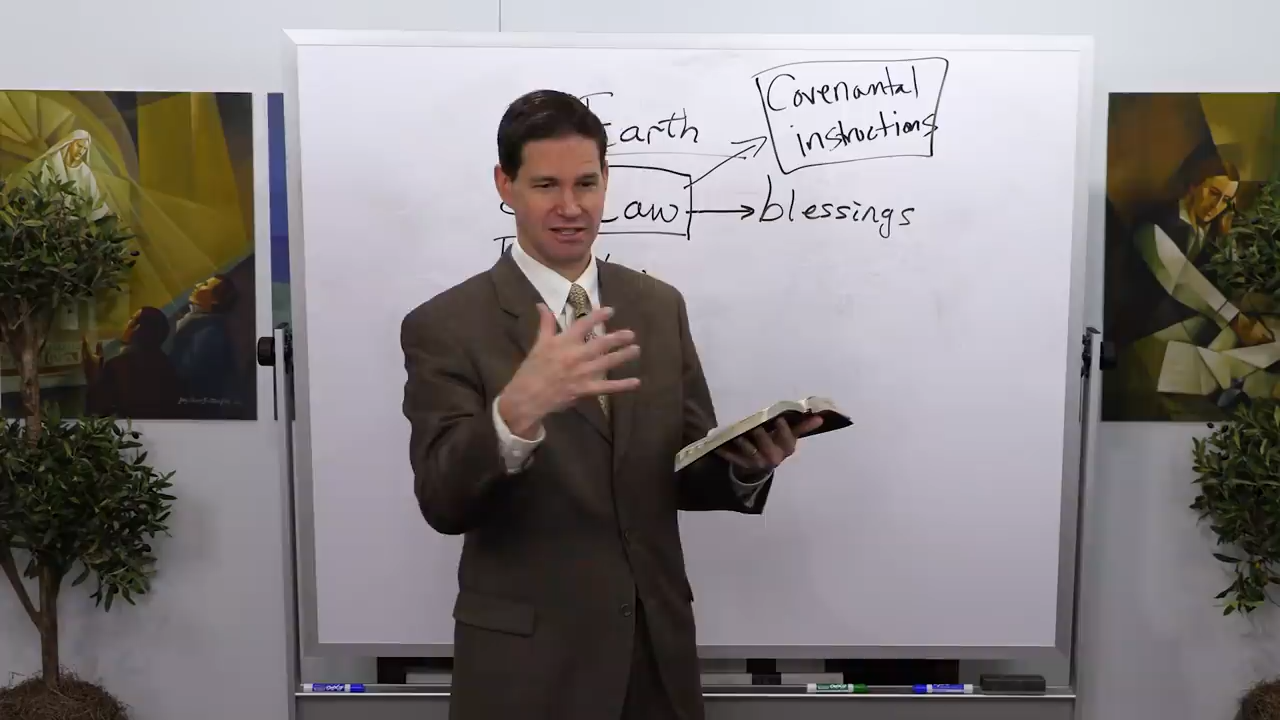 Covenantal
instructions
Earth
Law
blessings